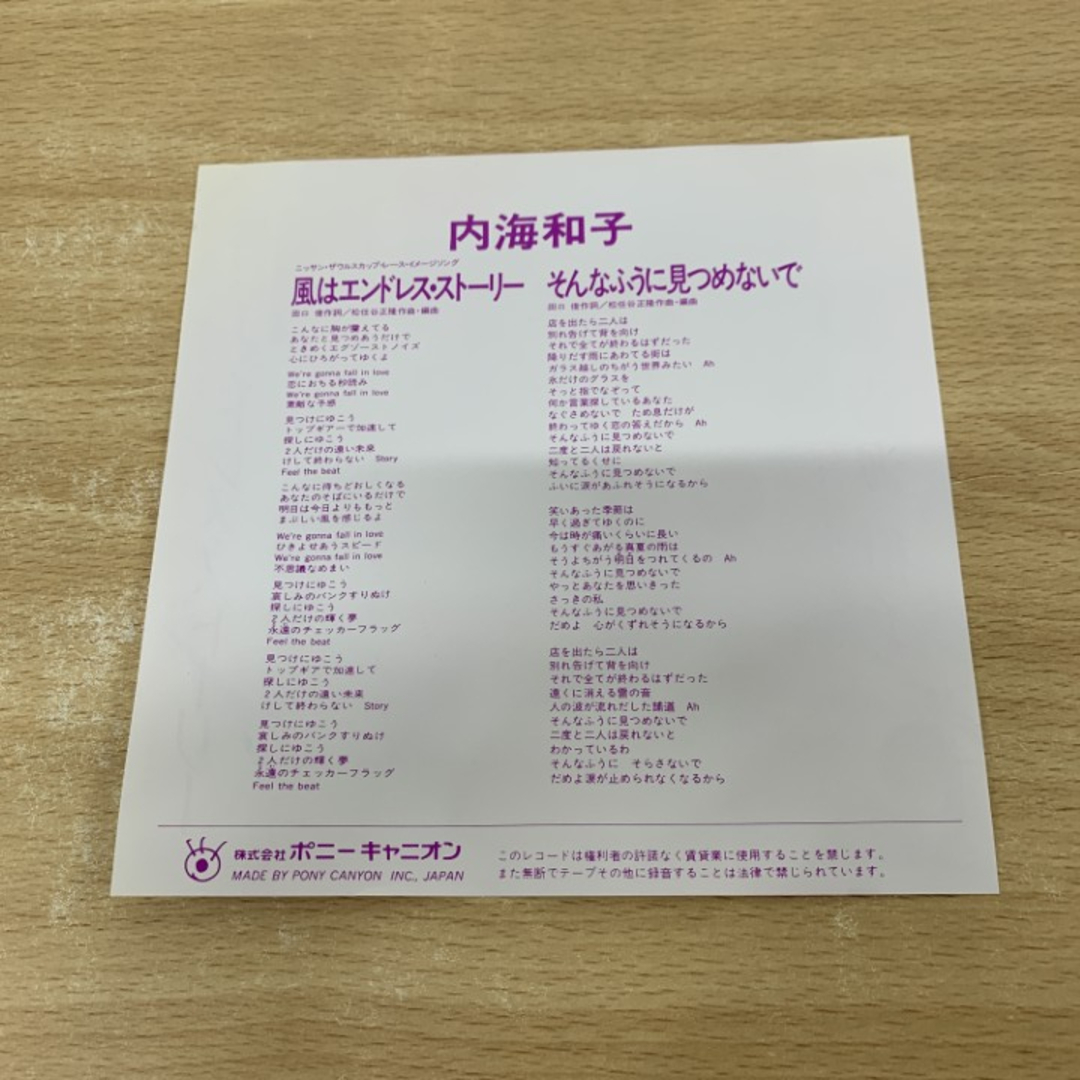 内海和子
ニッサン・ザウルスカップ・レース・イメージソング
風はエンドレス・ストーリー
田口 俊作詞／松任谷正隆作曲・編曲
こんなに胸が震えてる
あなたと見つめあうだけで
ときめくエグゾーストノイズ
心にひろがってゆくよ
We're gonna fall in love
恋におちる秒読み
We're gonna fall in love
素敵な予感
見つけにゆこう
トップギアーで加速して
探しにゆこう
2人だけの遠い未来
けして終わらない Story
Feel the beat
こんなに待ちどおしくなる
あなたのそばにいるだけで
明日は今日よりももっと
まぶしい風を感じるよ
We're gonna fall in love
ひきよせあうスピード
We're gonna fall in love
不思議なめまい
見つけにゆこう
哀しみのバンクすりぬけ
探しにゆこう
2人だけの輝く夢
永遠のチェッカーフラッグ
Feel the beat
見つけにゆこう
トップギアで加速して
探しにゆこう
2人だけの遠い未来
けして終わらない Story
見つけにゆこう
哀しみのバンクすりぬけ
探しにゆこう
2人だけの輝く夢
永遠のチェッカーフラッグ
Feel the beat
そんなふうに見つめないで
田口 俊作詞／松任谷正隆作曲・編曲
店を出たら二人は
別れ告げて背を向け
それで全てが終わるはずだった
降りだす雨にあわてる街は
ガラス越しのちがう世界みたい Ah
氷だけのグラスを
そっと指でなぞって
何か言葉探しているあなた
なぐさめないで ため息だけが
終わってゆく恋の答えだから Ah
そんなふうに見つめないで
二度と二人は戻れないと
知ってるくせに
そんなふうに見つめないで
ふいに涙があふれそうになるから
笑いあった季節は
早く過ぎてゆくのに
今は時が痛いくらいに長い
もうすぐあがる真夏の雨は
そうよちがう明日をつれてくるの Ah
そんなふうに見つめないで
やっとあなたを思いきった
さっきの私
そんなふうに見つめないで
だめよ 心がくずれそうになるから
店を出たら二人は
別れ告げて背を向け
それで全てが終わるはずだった
遠くに消える雷の音
人の波が流れだした舗道 Ah
そんなふうに見つめないで
二度と二人は戻れないと
わかっているわ
そんなふうに そらさないで
だめよ涙が止められなくなるから
株式会社 ポニーキャニオン
MADE BY PONY CANYON INC., JAPAN
このレコードは権利者の許諾なく賃貸業に使用することを禁じます。
また無断でテープその他に録音することは法律で禁じられています。